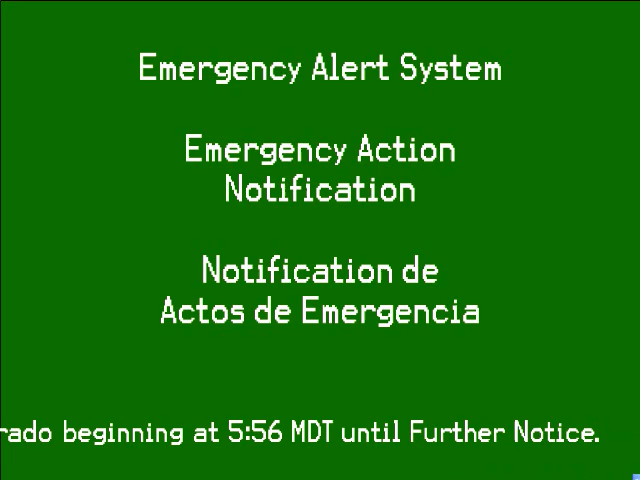 Emergency Alert System
Emergency Action
Notification
Notification de
Actos de Emergencia
rado beginning at 5:56 MDT until Further Notice.